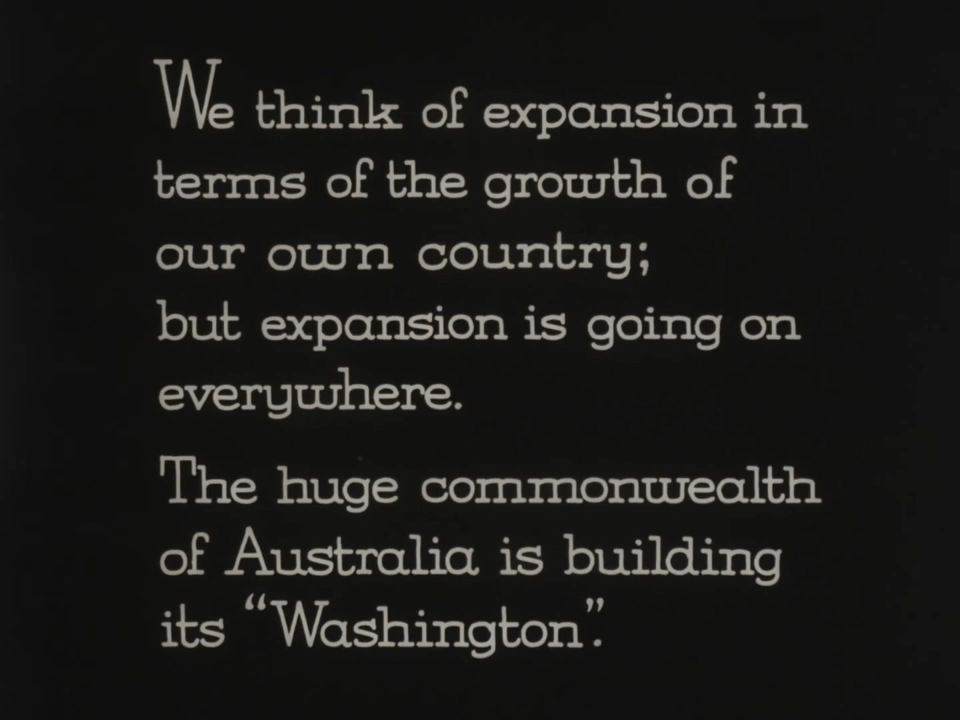 We think of expansion in
terms of the growth of
our own country;
but expansion is going on
everywhere.
The huge commonwealth
of Australia is building
its “Washington”.